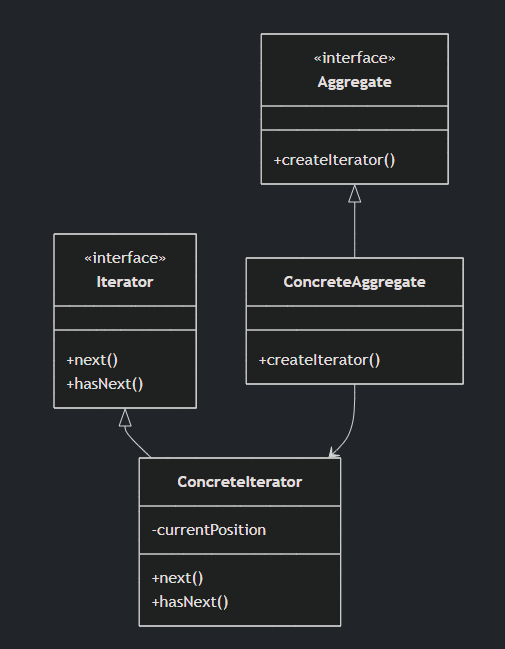 «interface»
Aggregate
+createIterator()
«interface»
Iterator
+next()
+hasNext()
ConcreteAggregate
+createIterator()
ConcreteIterator
-currentPosition
+next()
+hasNext()